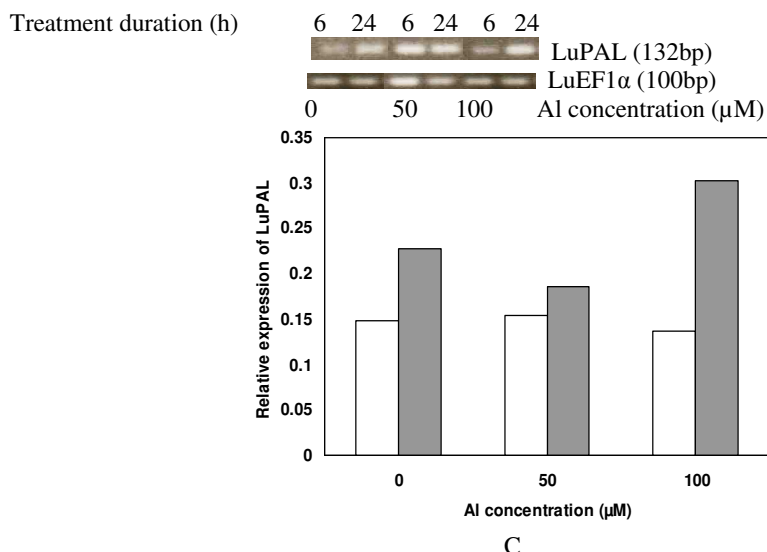 Treatment duration (h) 6 24 6 24 6 24
LuPAL (132bp)
LuEF1α (100bp)
0 50 100 Al concentration (µM)
0.35
0.3
0.25
0.2
0.15
0.1
0.05
0
Relative expression of LuPAL
0 50 100
Al concentration (µM)
C